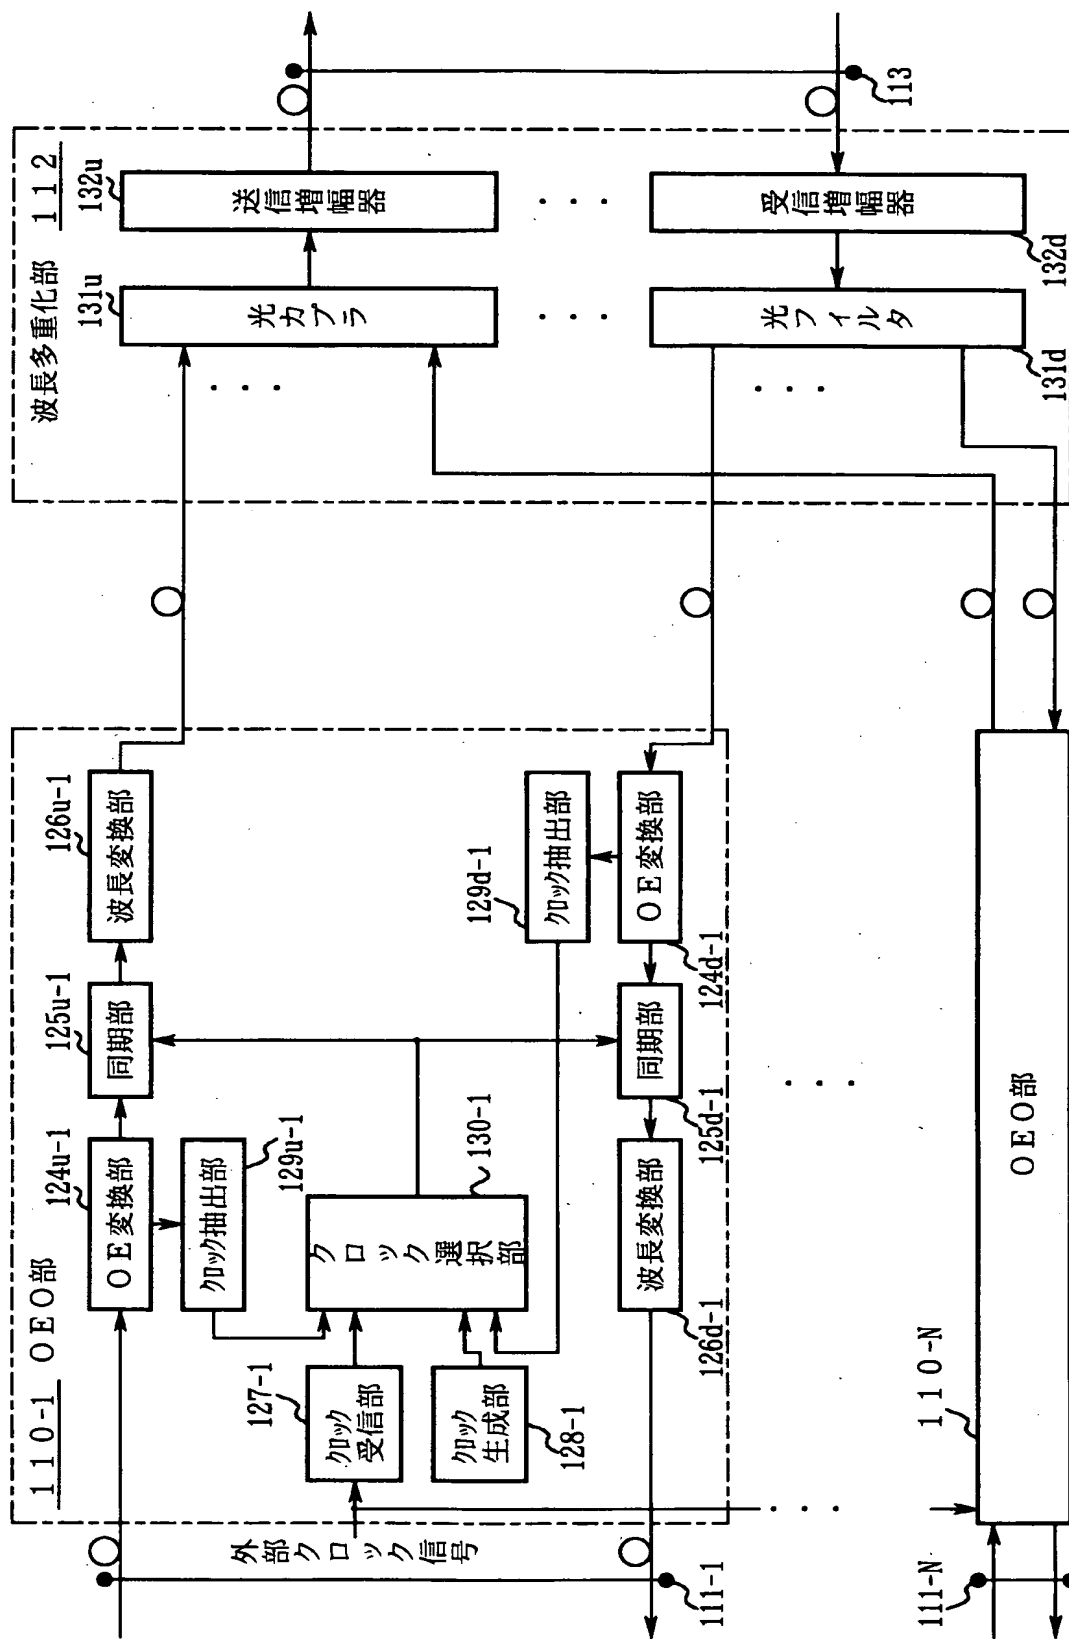 110-1 OEO部
124u-1
OE変換部
125u-1
同期部
126u-1
波長変換部
クロック抽出部
129u-1
外部クロック信号
127-1
クロック
受信部
クロック
生成部
128-1
クロック
選択部
130-1
129d-1
クロック抽出部
OE変換部
124d-1
同期部
125d-1
波長変換部
126d-1
111-1
110-N
OEO部
111-N
波長多重化部 112
131u
光カプラ
132u
送信増幅器
光フィルタ
131d
受信増幅器
132d
113